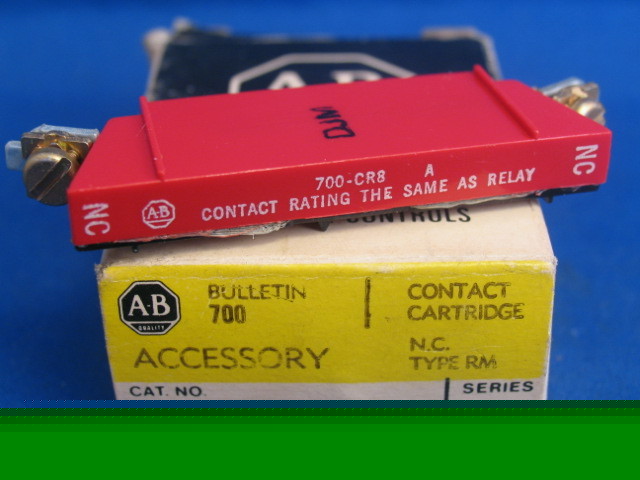 A-B
DJM
700-CR8 A
NC A-B CONTACT RATING THE SAME AS RELAY NC
CONTROLS
A-B QUALITY
BULLETIN 700
CONTACT CARTRIDGE
ACCESSORY
N.C. TYPE RM
CAT. NO.
SERIES